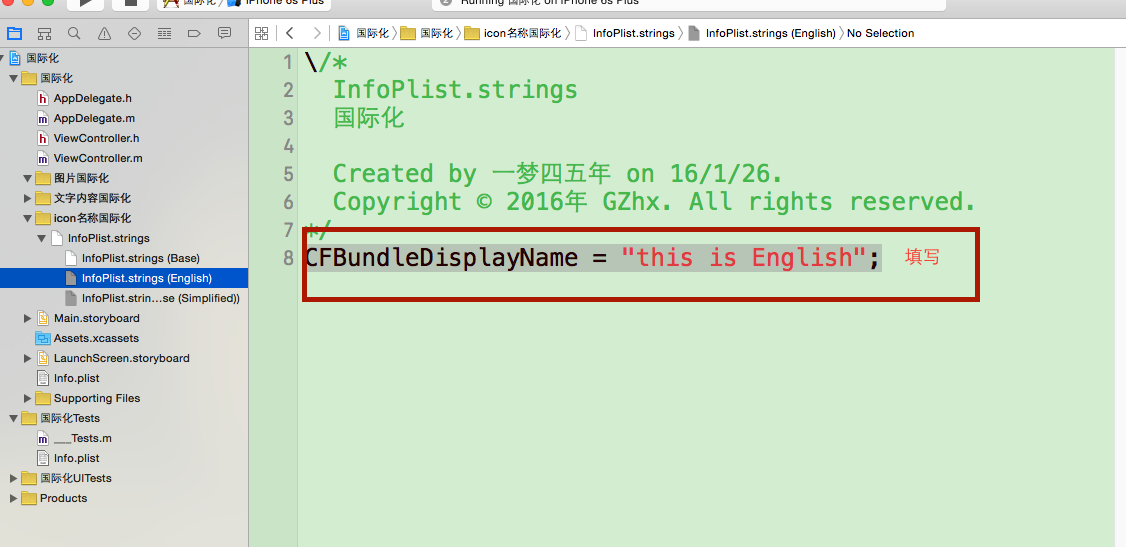 国际化 〉 iPhone 6s Plus
2 Running 国际化 on iPhone 6s Plus
国际化 〉 国际化 〉 icon名称国际化 〉 InfoPlist.strings 〉 InfoPlist.strings (English) 〉 No Selection
国际化
国际化
h AppDelegate.h
m AppDelegate.m
h ViewController.h
m ViewController.m
图片国际化
文字内容国际化
icon名称国际化
InfoPlist.strings
InfoPlist.strings (Base)
InfoPlist.strings (English)
InfoPlist.strin...se (Simplified))
Main.storyboard
Assets.xcassets
LaunchScreen.storyboard
Info.plist
Supporting Files
国际化Tests
m ___Tests.m
Info.plist
国际化UITests
Products
1 \/*
2 InfoPlist.strings
3 国际化
4
5 Created by 一梦四五年 on 16/1/26.
6 Copyright © 2016年 GZhx. All rights reserved.
7 */
8 CFBundleDisplayName = "this is English"; 填写